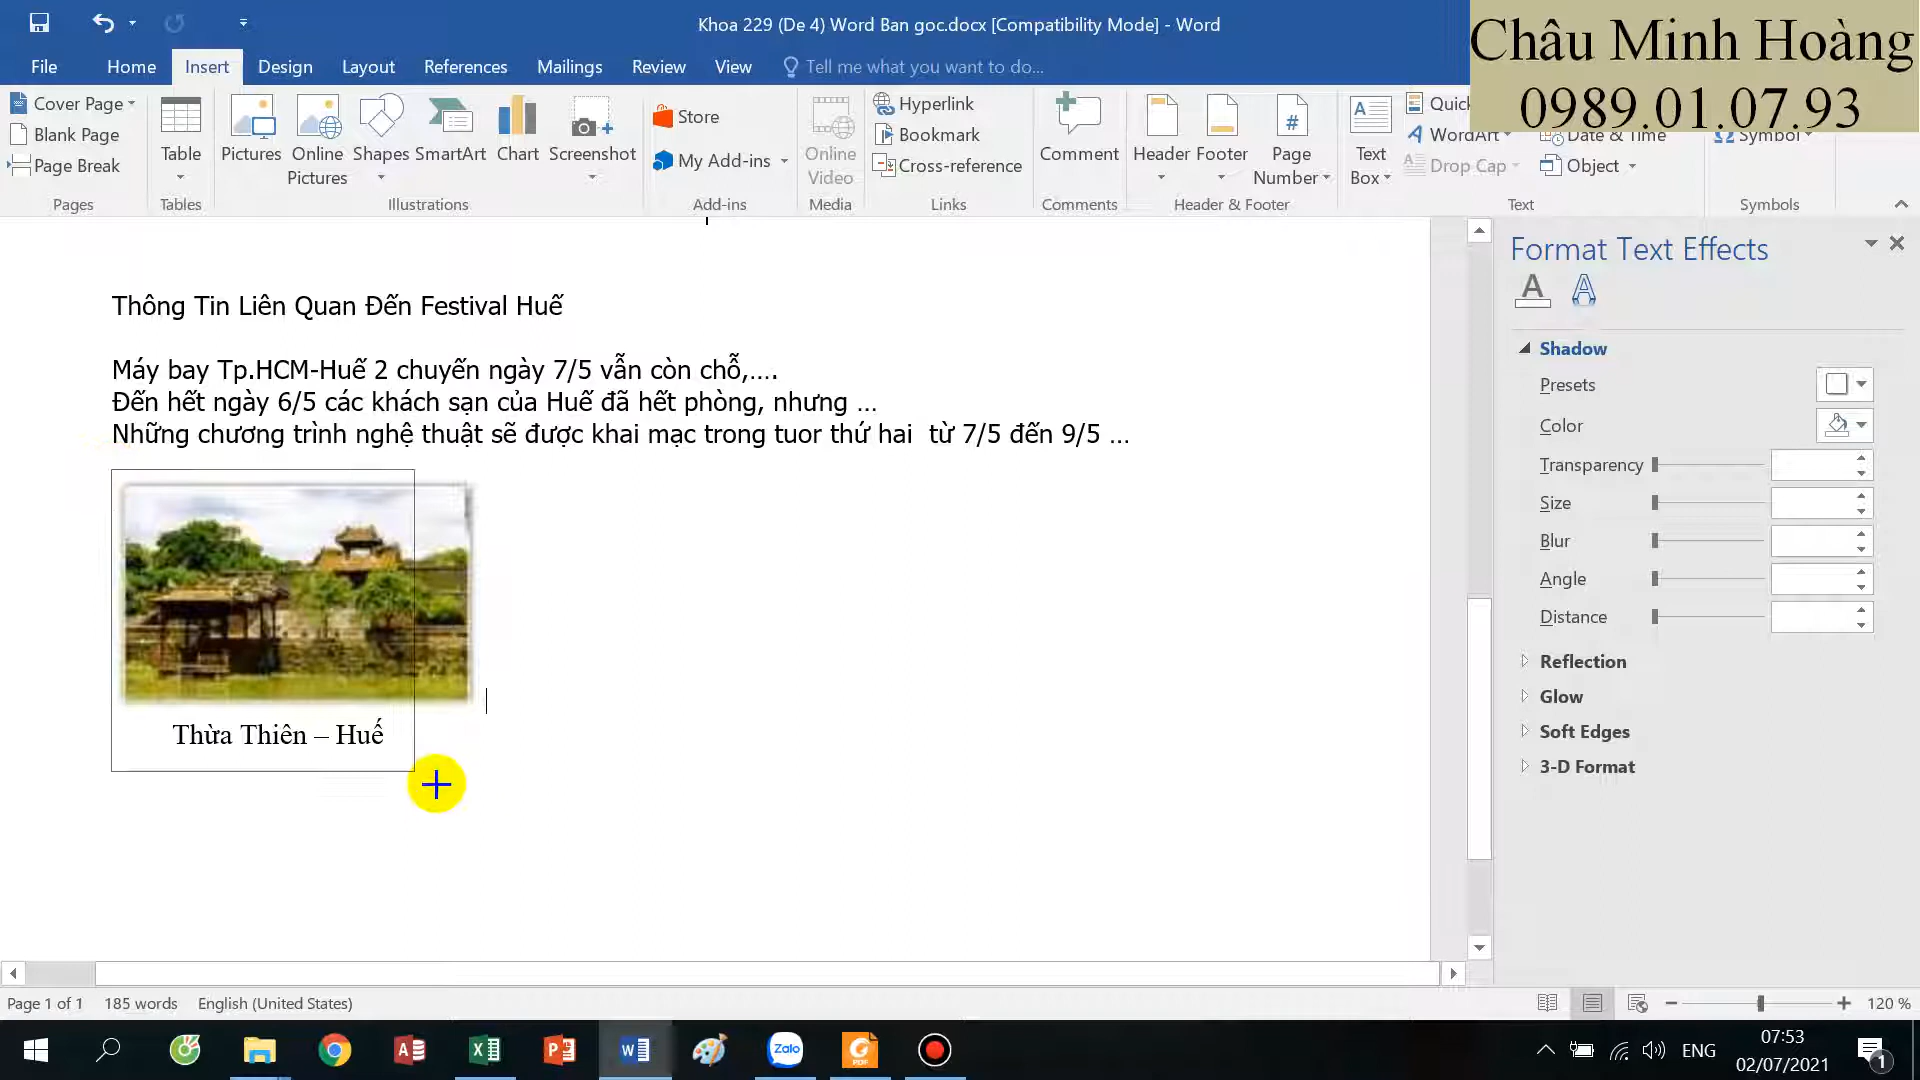 Khoa 229 (De 4) Word Ban goc.docx [Compatibility Mode] - Word
Châu Minh Hoàng
0989.01.07.93
File Home Insert Design Layout References Mailings Review View Tell me what you want to do...
Cover Page
Blank Page
Page Break
Table
Pictures
Online Pictures
Shapes
SmartArt
Chart
Screenshot
Store
My Add-ins
Online Video
Hyperlink
Bookmark
Cross-reference
Comment
Header
Footer
Page Number
Text Box
Quick
WordArt
Drop Cap
Date & Time
Object
Symbol
Pages Tables Illustrations Add-ins Media Links Comments Header & Footer Text Symbols
Thông Tin Liên Quan Đến Festival Huế
Máy bay Tp.HCM-Huế 2 chuyến ngày 7/5 vẫn còn chỗ,….
Đến hết ngày 6/5 các khách sạn của Huế đã hết phòng, nhưng ...
Những chương trình nghệ thuật sẽ được khai mạc trong tuor thứ hai  từ 7/5 đến 9/5 ...
Thừa Thiên – Huế
Format Text Effects
Shadow
Presets
Color
Transparency
Size
Blur
Angle
Distance
Reflection
Glow
Soft Edges
3-D Format
Page 1 of 1 185 words English (United States) 120 %
Zalo
PDF
ENG
07:53
02/07/2021
1